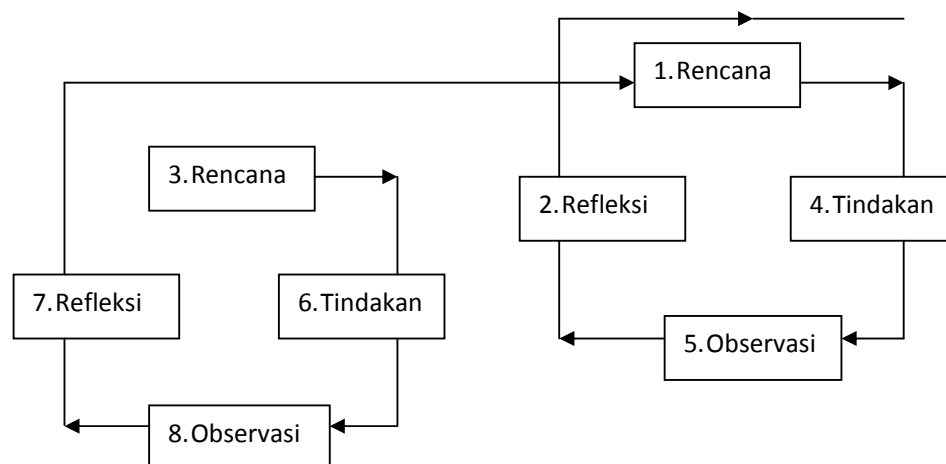 1.Rencana
3.Rencana
2.Refleksi
4.Tindakan
7.Refleksi
6.Tindakan
5.Observasi
8.Observasi